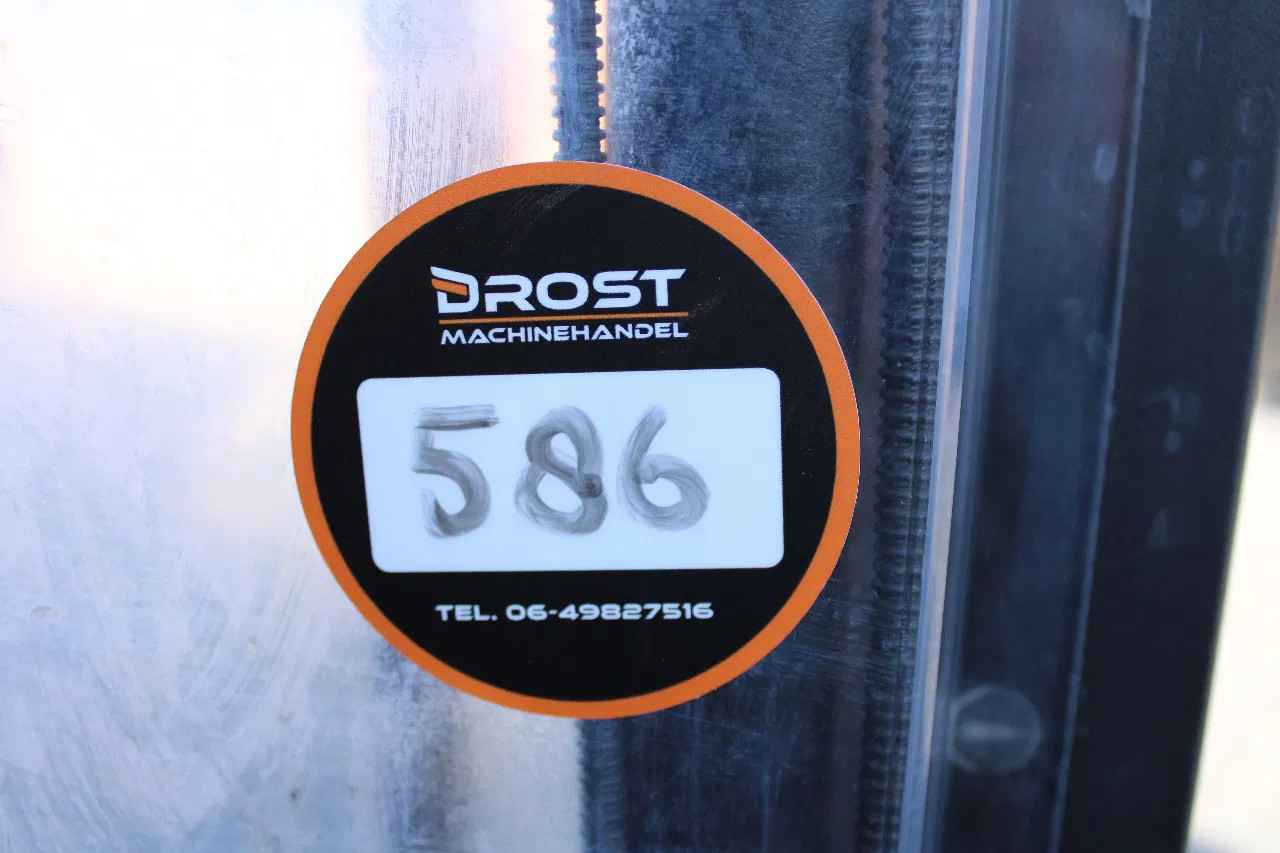 DROST
MACHINEHANDEL
586
TEL. 06-49827516